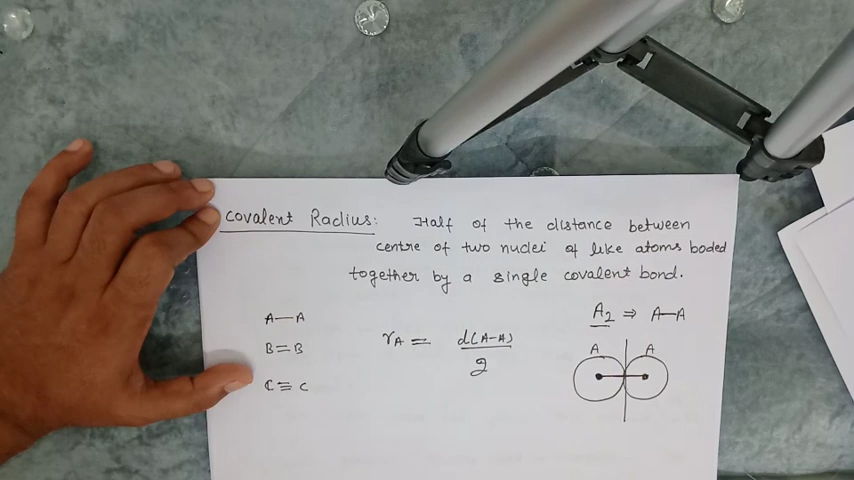 Covalent Radius: Half of the distance between
centre of two nuclei of like atoms boded
together by a single covalent bond.
A—A
B=B
C≡C
rA = d(A-A)
2
A2 ⇒ A—A
A A